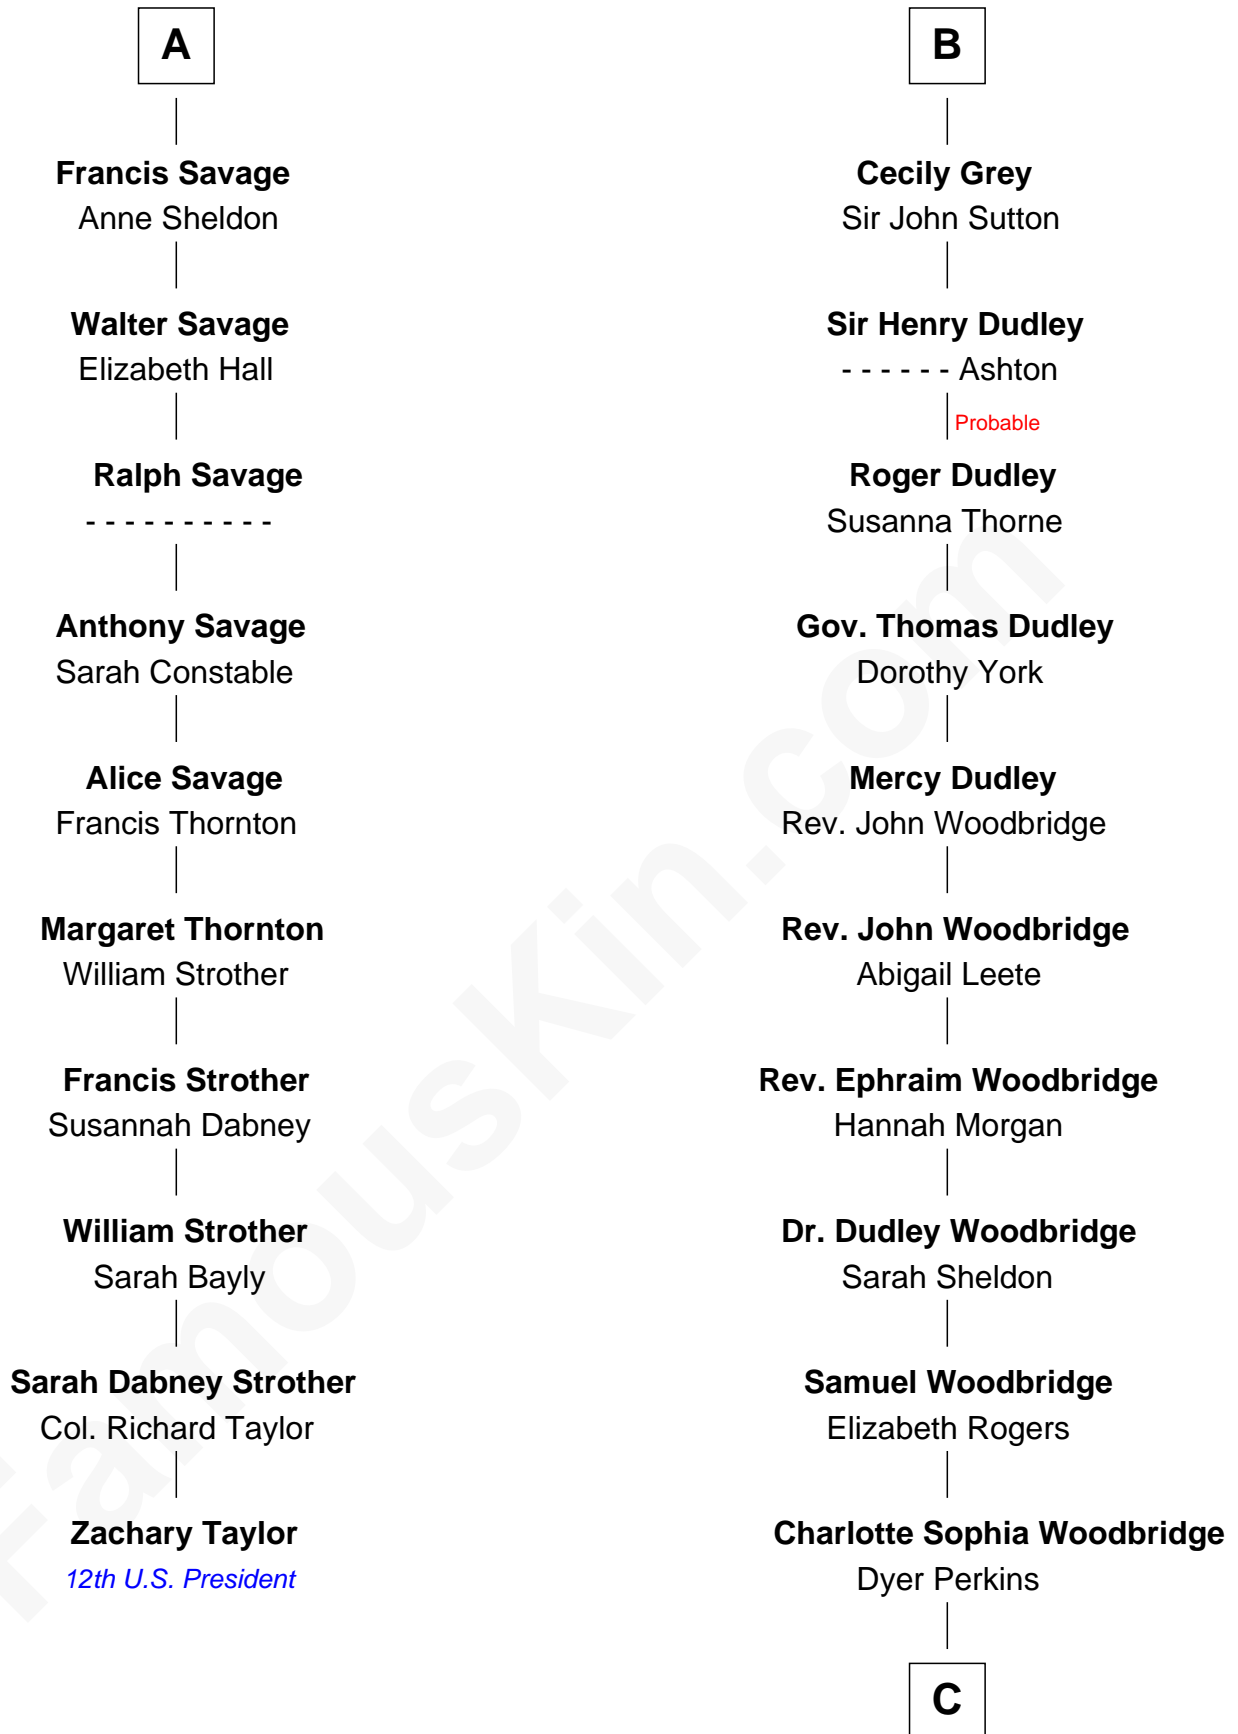 A
Francis Savage
Anne Sheldon
Walter Savage
Elizabeth Hall
Ralph Savage
- - - - - - - - - -
Anthony Savage
Sarah Constable
Alice Savage
Francis Thornton
Margaret Thornton
William Strother
Francis Strother
Susannah Dabney
William Strother
Sarah Bayly
Sarah Dabney Strother
Col. Richard Taylor
Zachary Taylor
12th U.S. President
B
Cecily Grey
Sir John Sutton
Sir Henry Dudley
- - - - - - Ashton
Probable
Roger Dudley
Susanna Thorne
Gov. Thomas Dudley
Dorothy York
Mercy Dudley
Rev. John Woodbridge
Rev. John Woodbridge
Abigail Leete
Rev. Ephraim Woodbridge
Hannah Morgan
Dr. Dudley Woodbridge
Sarah Sheldon
Samuel Woodbridge
Elizabeth Rogers
Charlotte Sophia Woodbridge
Dyer Perkins
C
FamousKin.com